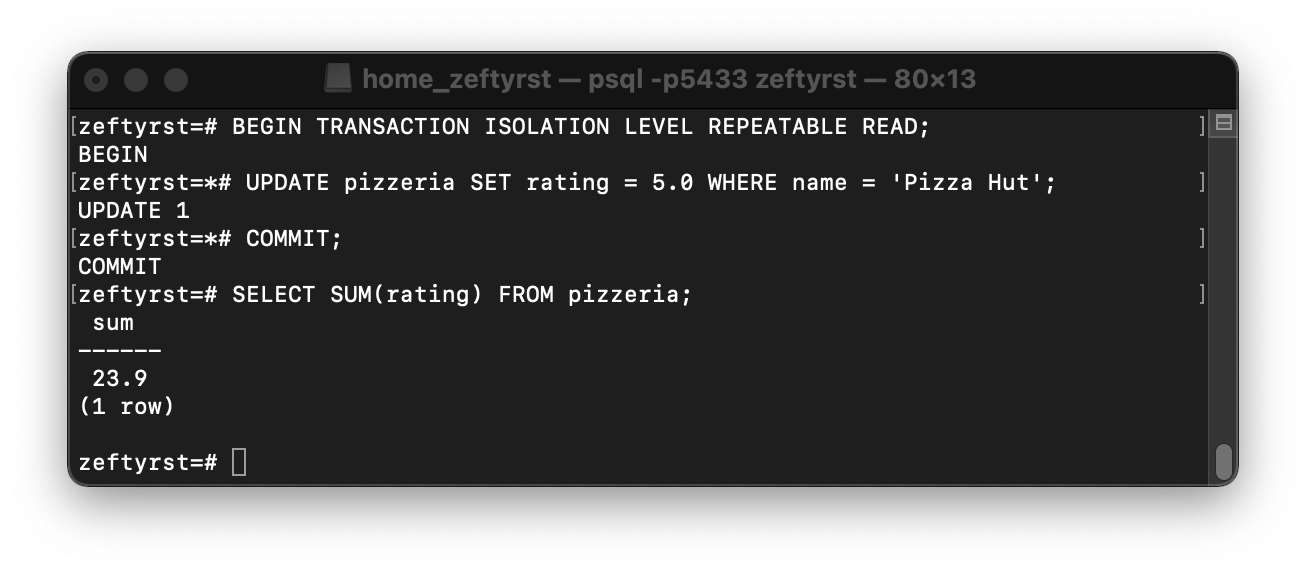 home_zeftyrst — psql -p5433 zeftyrst — 80×13
[zeftyrst=# BEGIN TRANSACTION ISOLATION LEVEL REPEATABLE READ; ]
BEGIN
[zeftyrst=*# UPDATE pizzeria SET rating = 5.0 WHERE name = 'Pizza Hut'; ]
UPDATE 1
[zeftyrst=*# COMMIT; ]
COMMIT
[zeftyrst=# SELECT SUM(rating) FROM pizzeria; ]
sum
------
23.9
(1 row)
zeftyrst=#